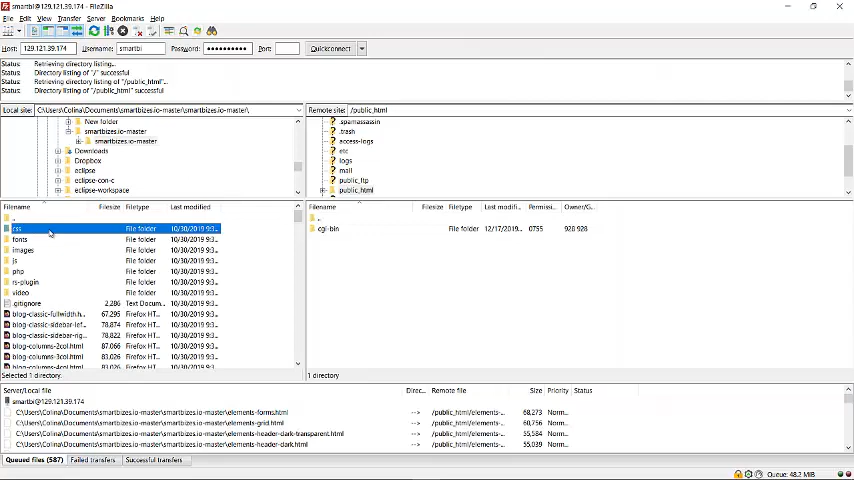 smartbl@129.121.39.174 - FileZilla
File Edit View Transfer Server Bookmarks Help
Host: 129.121.39.174 Username: smartbl Password: •••••••••• Port: Quickconnect
Status: Retrieving directory listing...
Status: Directory listing of "/" successful
Status: Retrieving directory listing of "/public_html"...
Status: Directory listing of "/public_html" successful
Local site: C:\Users\Colina\Documents\smartbizes.io-master\smartbizes.io-master\ Remote site: /public_html
New folder
smartbizes.io-master
smartbizes.io-master
Downloads
Dropbox
eclipse
eclipse-con-c
eclipse-workspace
.spamassassin
.trash
access-logs
etc
logs
mail
public_ftp
public_html
Filename Filesize Filetype Last modified
..
css File folder 10/30/2019 9:3...
fonts File folder 10/30/2019 9:3...
images File folder 10/30/2019 9:3...
js File folder 10/30/2019 9:3...
php File folder 10/30/2019 9:3...
rs-plugin File folder 10/30/2019 9:3...
video File folder 10/30/2019 9:3...
.gitignore 2,286 Text Docum... 10/30/2019 9:3...
blog-classic-fullwidth.h... 67,295 Firefox HT... 10/30/2019 9:3...
blog-classic-sidebar-lef... 78,874 Firefox HT... 10/30/2019 9:3...
blog-classic-sidebar-rig... 78,822 Firefox HT... 10/30/2019 9:3...
blog-columns-2col.html 87,066 Firefox HT... 10/30/2019 9:3...
blog-columns-3col.html 83,026 Firefox HT... 10/30/2019 9:3...
blog-columns-4col.html 83,026 Firefox HT... 10/30/2019 9:3...
Selected 1 directory.
Filename Filesize Filetype Last modifi... Permissi... Owner/G...
..
cgi-bin File folder 12/17/2019... 0755 928 928
1 directory
Server/Local file Direc... Remote file Size Priority Status
smartbl@129.121.39.174
C:\Users\Colina\Documents\smartbizes.io-master\smartbizes.io-master\elements-forms.html --> /public_html/elements-... 68,273 Norm...
C:\Users\Colina\Documents\smartbizes.io-master\smartbizes.io-master\elements-grid.html --> /public_html/elements-... 60,756 Norm...
C:\Users\Colina\Documents\smartbizes.io-master\smartbizes.io-master\elements-header-dark-transparent.html --> /public_html/elements-... 55,584 Norm...
C:\Users\Colina\Documents\smartbizes.io-master\smartbizes.io-master\elements-header-dark.html --> /public_html/elements-... 55,039 Norm...
Queued files (587) Failed transfers Successful transfers
Queue: 48.2 MiB